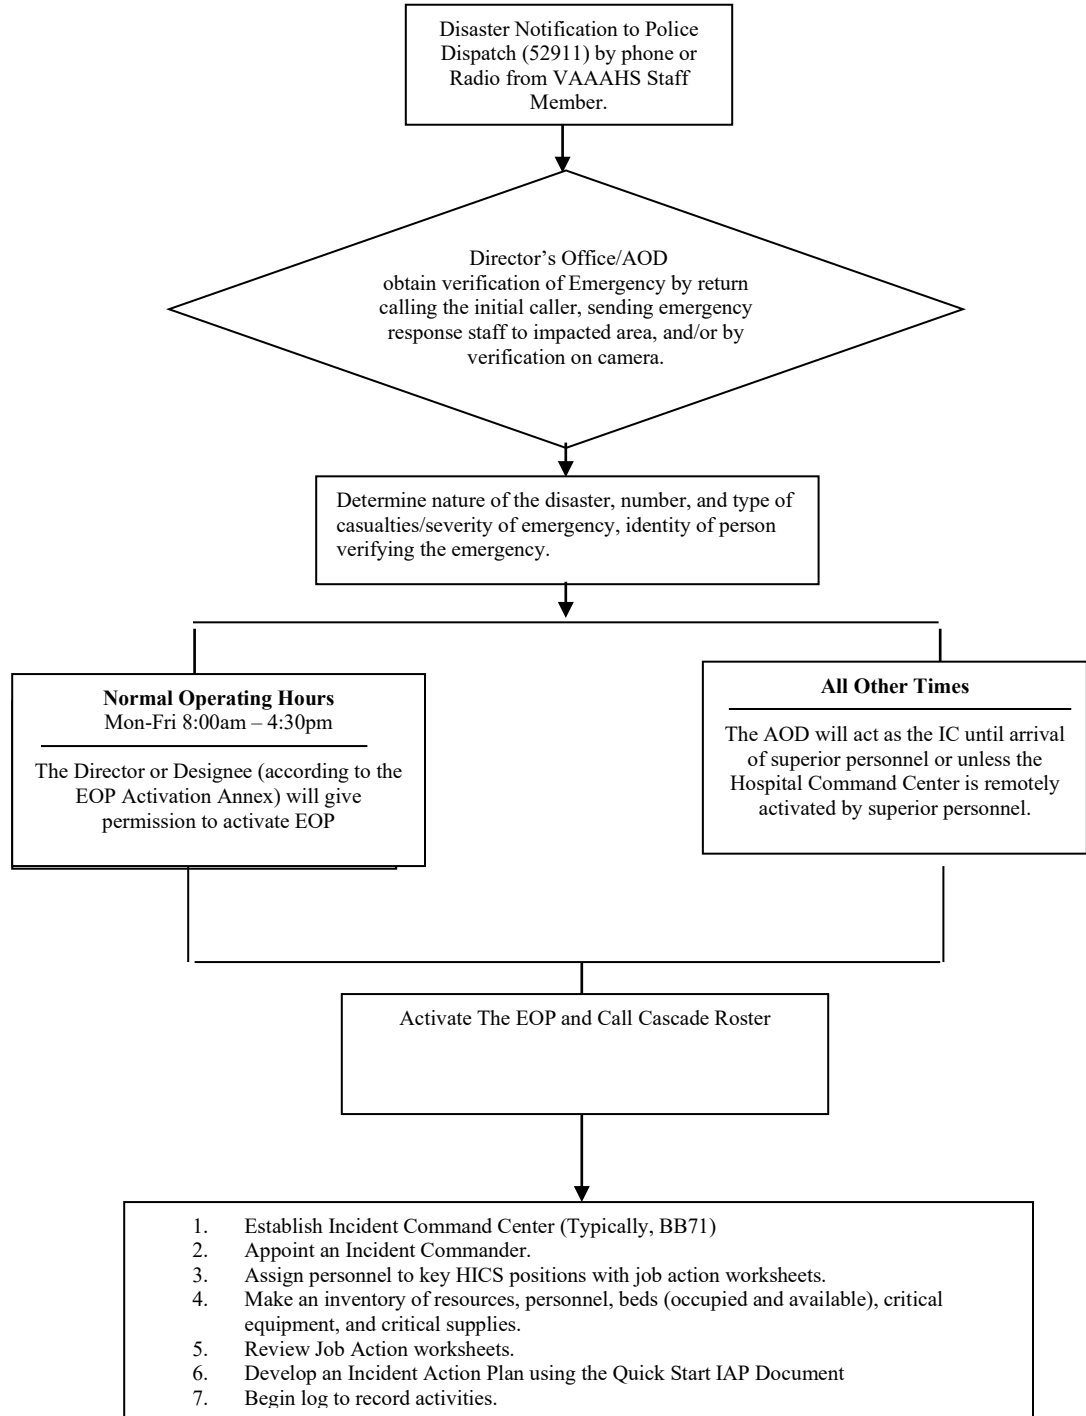 Disaster Notification to Police
Dispatch (52911) by phone or
Radio from VAAAHS Staff
Member.
Director’s Office/AOD
obtain verification of Emergency by return
calling the initial caller, sending emergency
response staff to impacted area, and/or by
verification on camera.
Determine nature of the disaster, number, and type of
casualties/severity of emergency, identity of person
verifying the emergency.
Normal Operating Hours
Mon-Fri 8:00am – 4:30pm
The Director or Designee (according to the
EOP Activation Annex) will give
permission to activate EOP
All Other Times
The AOD will act as the IC until arrival
of superior personnel or unless the
Hospital Command Center is remotely
activated by superior personnel.
Activate The EOP and Call Cascade Roster
1. Establish Incident Command Center (Typically, BB71)
2. Appoint an Incident Commander.
3. Assign personnel to key HICS positions with job action worksheets.
4. Make an inventory of resources, personnel, beds (occupied and available), critical
equipment, and critical supplies.
5. Review Job Action worksheets.
6. Develop an Incident Action Plan using the Quick Start IAP Document
7. Begin log to record activities.